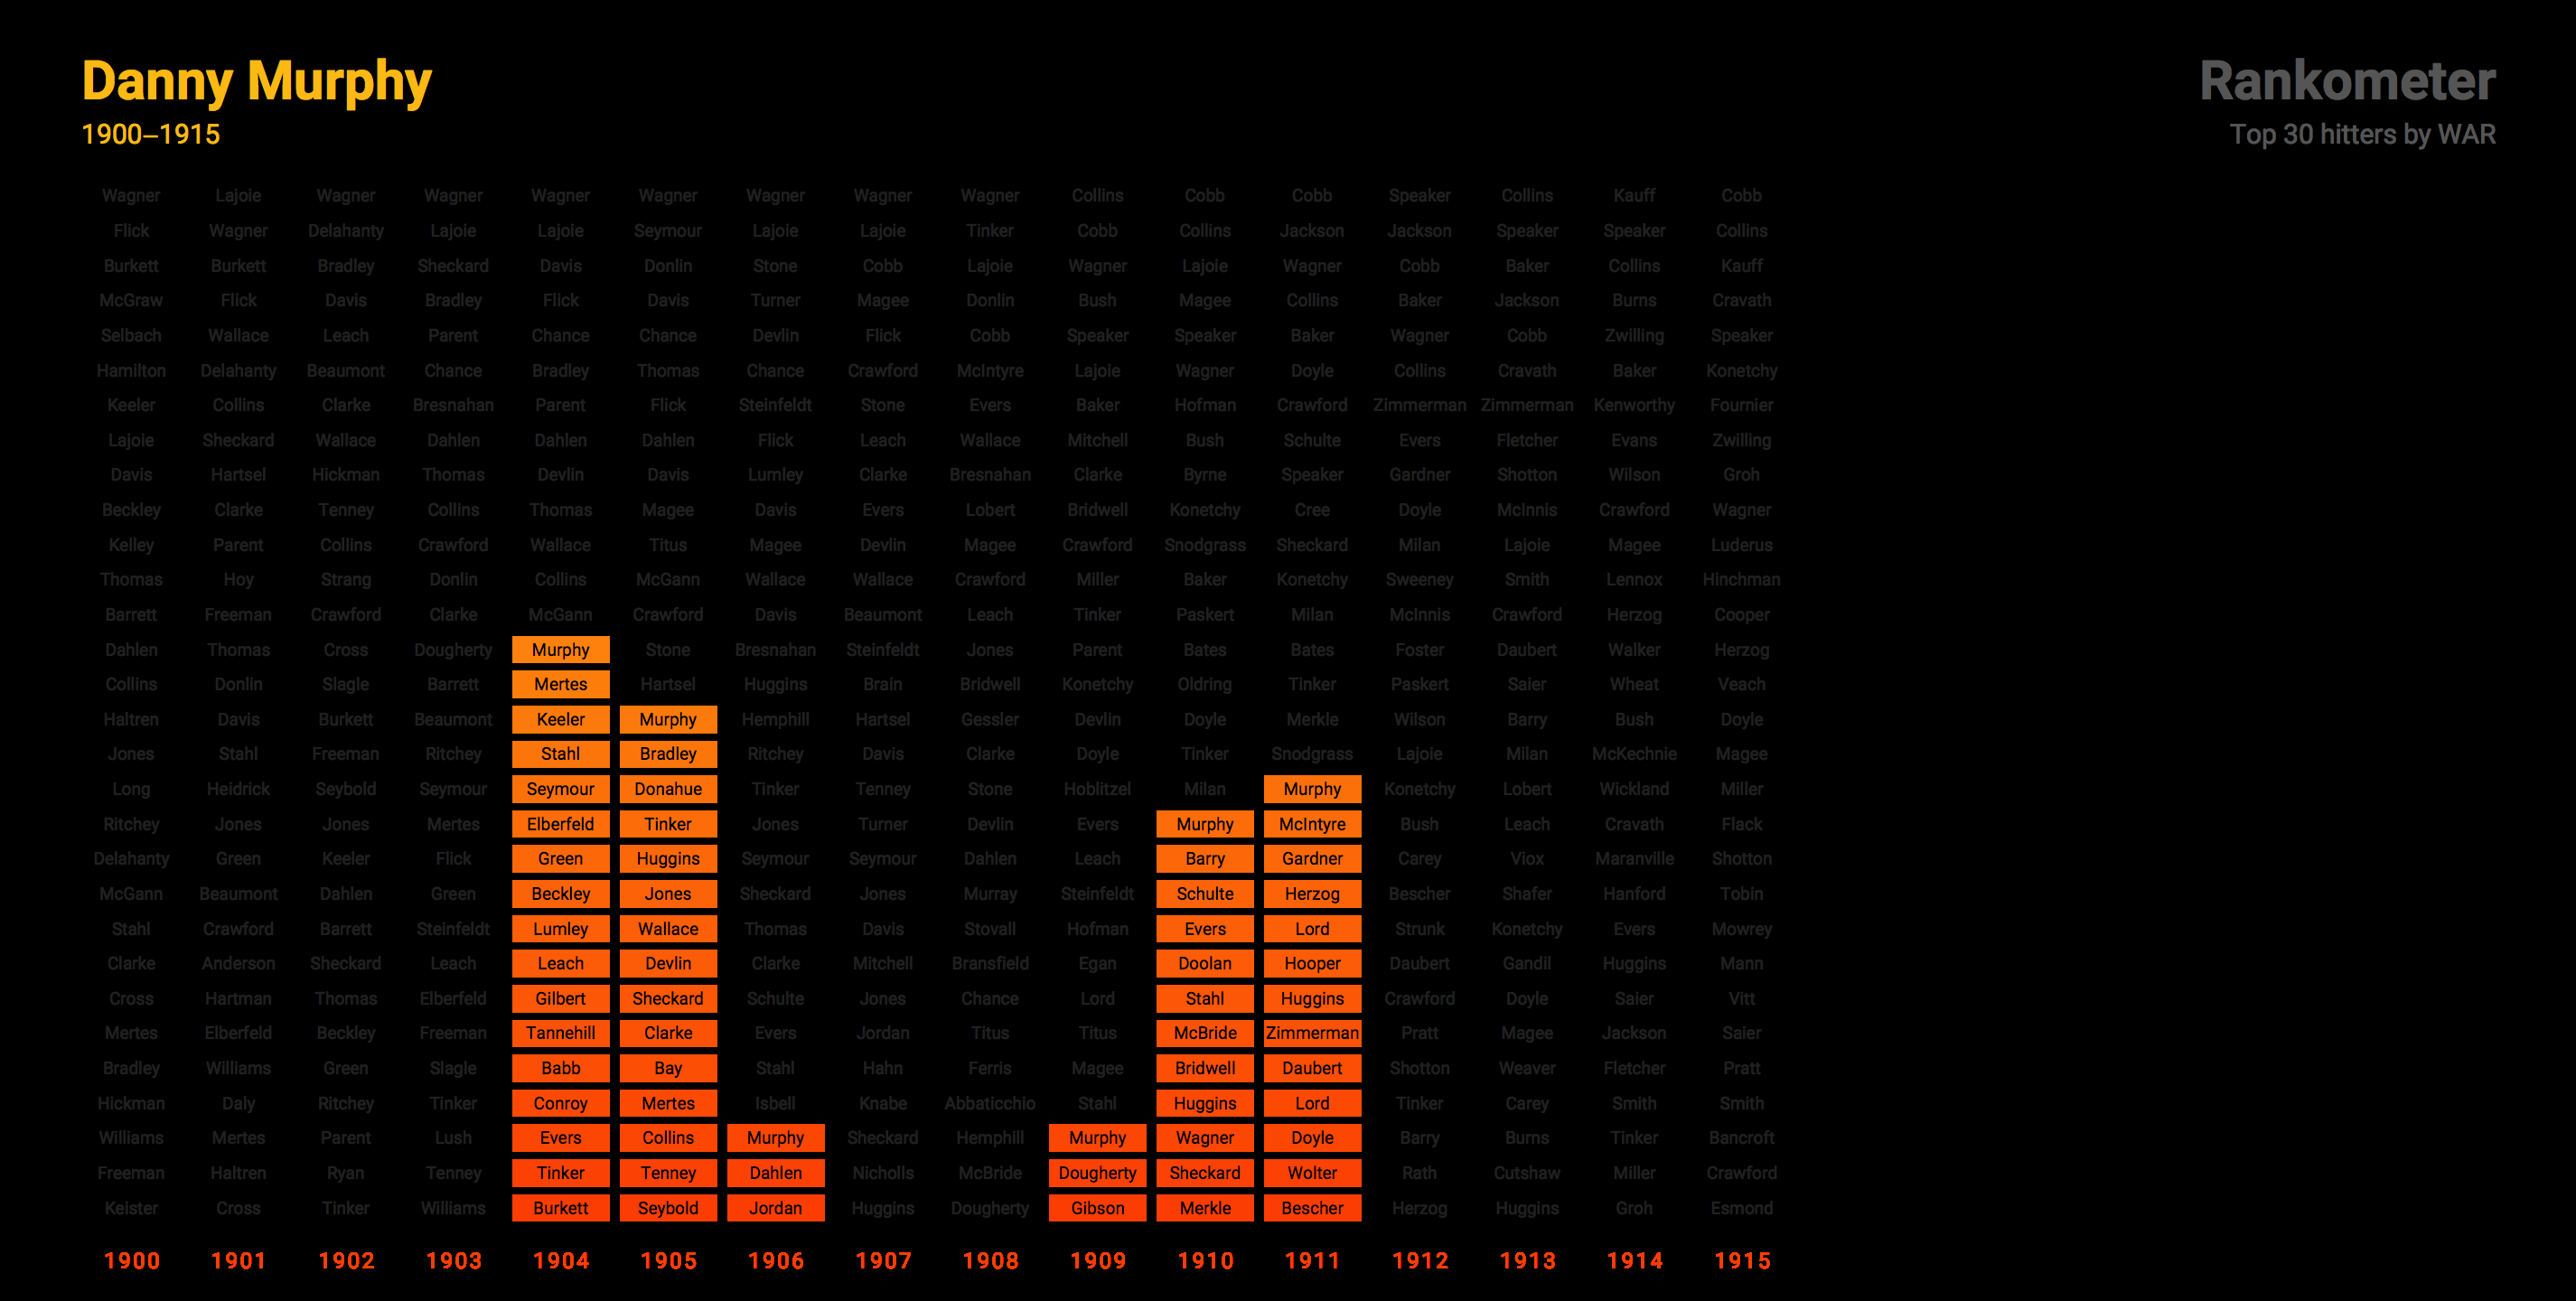 Danny Murphy
1900–1915
Rankometer
Top 30 hitters by WAR
Wagner Lajoie Wagner Wagner Wagner Wagner Wagner Wagner Wagner Collins Cobb Cobb Speaker Collins Kauff Cobb
Flick Wagner Delahanty Lajoie Lajoie Seymour Lajoie Lajoie Tinker Cobb Collins Jackson Jackson Speaker Speaker Collins
Burkett Burkett Bradley Sheckard Davis Donlin Stone Cobb Lajoie Wagner Lajoie Wagner Cobb Baker Collins Kauff
McGraw Flick Davis Bradley Flick Davis Turner Magee Donlin Bush Magee Collins Baker Jackson Burns Cravath
Selbach Wallace Leach Parent Chance Chance Devlin Flick Cobb Speaker Speaker Baker Wagner Cobb Zwilling Speaker
Hamilton Delahanty Beaumont Chance Bradley Thomas Chance Crawford McIntyre Lajoie Wagner Doyle Collins Cravath Baker Konetchy
Keeler Collins Clarke Bresnahan Parent Flick Steinfeldt Stone Evers Baker Hofman Crawford Zimmerman Zimmerman Kenworthy Fournier
Lajoie Sheckard Wallace Dahlen Dahlen Dahlen Flick Leach Wallace Mitchell Bush Schulte Evers Fletcher Evans Zwilling
Davis Hartsel Hickman Thomas Devlin Davis Lumley Clarke Bresnahan Clarke Byrne Speaker Gardner Shotton Wilson Groh
Beckley Clarke Tenney Collins Thomas Magee Davis Evers Lobert Bridwell Konetchy Cree Doyle McInnis Crawford Wagner
Kelley Parent Collins Crawford Wallace Titus Magee Devlin Magee Crawford Snodgrass Sheckard Milan Lajoie Magee Luderus
Thomas Hoy Strang Donlin Collins McGann Wallace Wallace Crawford Miller Baker Konetchy Sweeney Smith Lennox Hinchman
Barrett Freeman Crawford Clarke McGann Crawford Davis Beaumont Leach Tinker Paskert Milan McInnis Crawford Herzog Cooper
Dahlen Thomas Cross Dougherty Murphy Stone Bresnahan Steinfeldt Jones Parent Bates Bates Foster Daubert Walker Herzog
Collins Donlin Slagle Barrett Mertes Hartsel Huggins Brain Bridwell Konetchy Oldring Tinker Paskert Saier Wheat Veach
Haltren Davis Burkett Beaumont Keeler Murphy Hemphill Hartsel Gessler Devlin Doyle Merkle Wilson Barry Bush Doyle
Jones Stahl Freeman Ritchey Stahl Bradley Ritchey Davis Clarke Doyle Tinker Snodgrass Lajoie Milan McKechnie Magee
Long Heidrick Seybold Seymour Seymour Donahue Tinker Tenney Stone Hoblitzel Milan Murphy Konetchy Lobert Wickland Miller
Ritchey Jones Jones Mertes Elberfeld Tinker Jones Turner Devlin Evers Murphy McIntyre Bush Leach Cravath Flack
Delahanty Green Keeler Flick Green Huggins Seymour Seymour Dahlen Leach Barry Gardner Carey Viox Maranville Shotton
McGann Beaumont Dahlen Green Beckley Jones Sheckard Jones Murray Steinfeldt Schulte Herzog Bescher Shafer Hanford Tobin
Stahl Crawford Barrett Steinfeldt Lumley Wallace Thomas Davis Stovall Hofman Evers Lord Strunk Konetchy Evers Mowrey
Clarke Anderson Sheckard Leach Leach Devlin Clarke Mitchell Bransfield Egan Doolan Hooper Daubert Gandil Huggins Mann
Cross Hartman Thomas Elberfeld Gilbert Sheckard Schulte Jones Chance Lord Stahl Huggins Crawford Doyle Saier Vitt
Mertes Elberfeld Beckley Freeman Tannehill Clarke Evers Jordan Titus Titus McBride Zimmerman Pratt Magee Jackson Saier
Bradley Williams Green Slagle Babb Bay Stahl Hahn Ferris Magee Bridwell Daubert Shotton Weaver Fletcher Pratt
Hickman Daly Ritchey Tinker Conroy Mertes Isbell Knabe Abbaticchio Stahl Huggins Lord Tinker Carey Smith Smith
Williams Mertes Parent Lush Evers Collins Murphy Sheckard Hemphill Murphy Wagner Doyle Barry Burns Tinker Bancroft
Freeman Haltren Ryan Tenney Tinker Tenney Dahlen Nicholls McBride Dougherty Sheckard Wolter Rath Cutshaw Miller Crawford
Keister Cross Tinker Williams Burkett Seybold Jordan Huggins Dougherty Gibson Merkle Bescher Herzog Huggins Groh Esmond
1900 1901 1902 1903 1904 1905 1906 1907 1908 1909 1910 1911 1912 1913 1914 1915